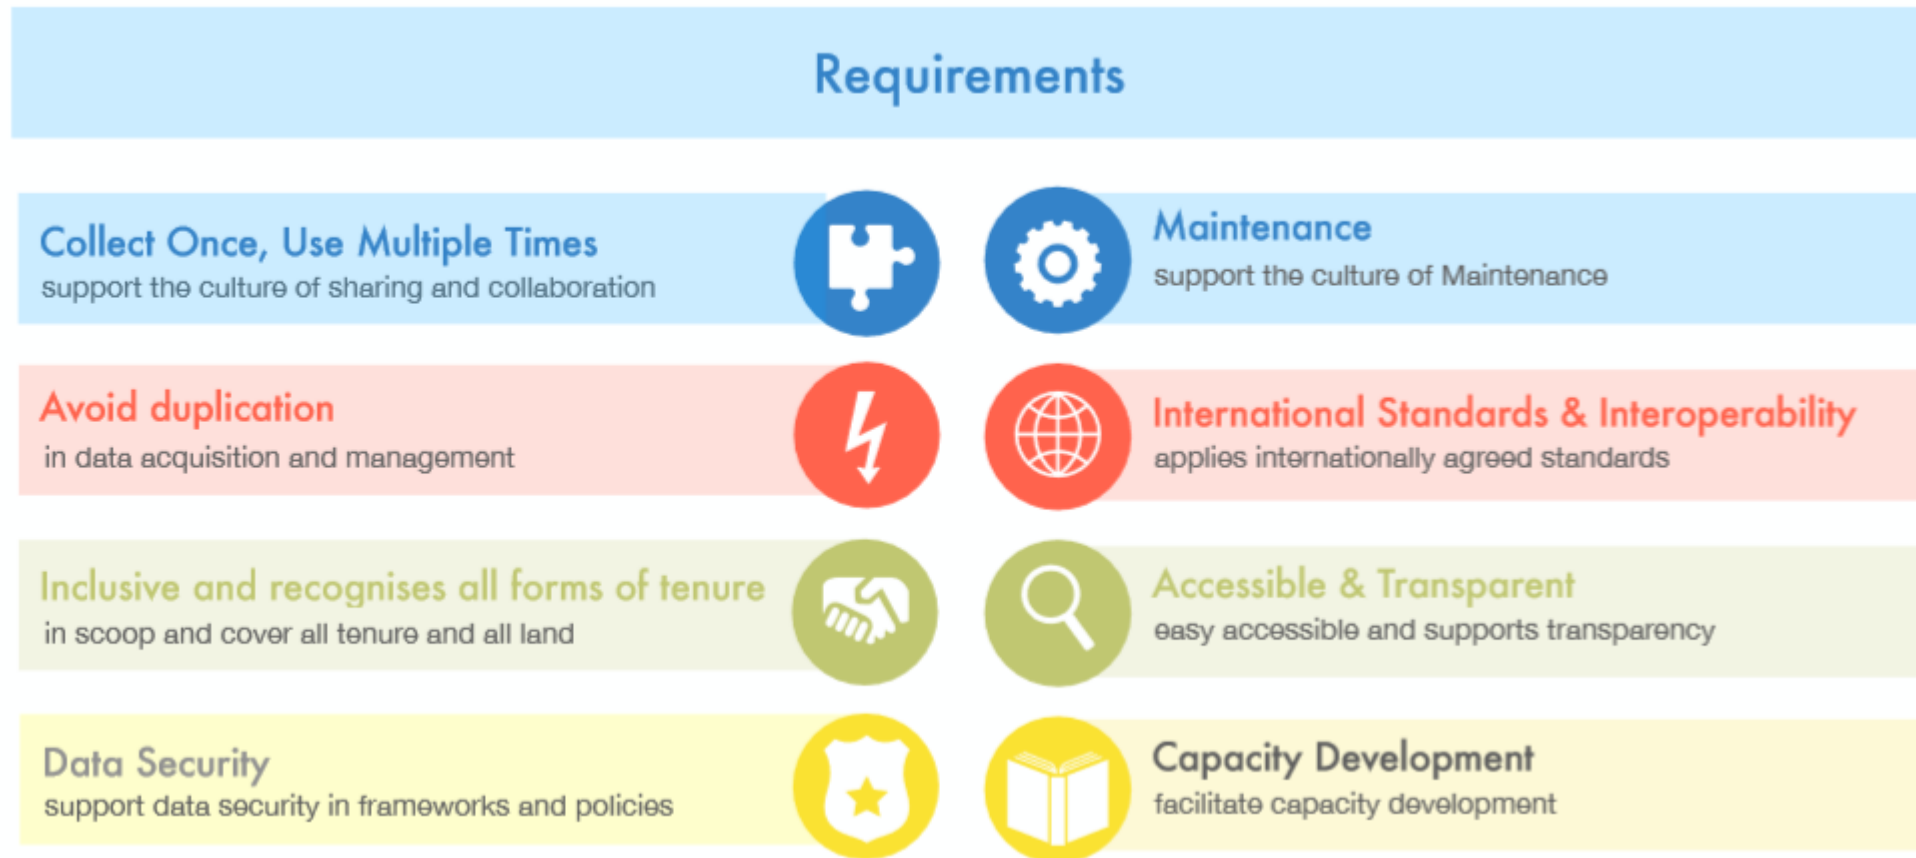 Requirements
Collect Once, Use Multiple Times
support the culture of sharing and collaboration
Maintenance
support the culture of Maintenance
Avoid duplication
in data acquisition and management
International Standards & Interoperability
applies internationally agreed standards
Inclusive and recognises all forms of tenure
in scoop and cover all tenure and all land
Accessible & Transparent
easy accessible and supports transparency
Data Security
support data security in frameworks and policies
Capacity Development
facilitate capacity development